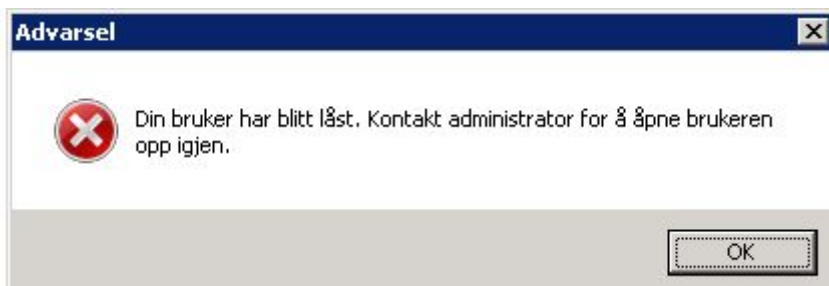 Advarsel
Din bruker har blitt låst. Kontakt administrator for å åpne brukeren
opp igjen.
OK